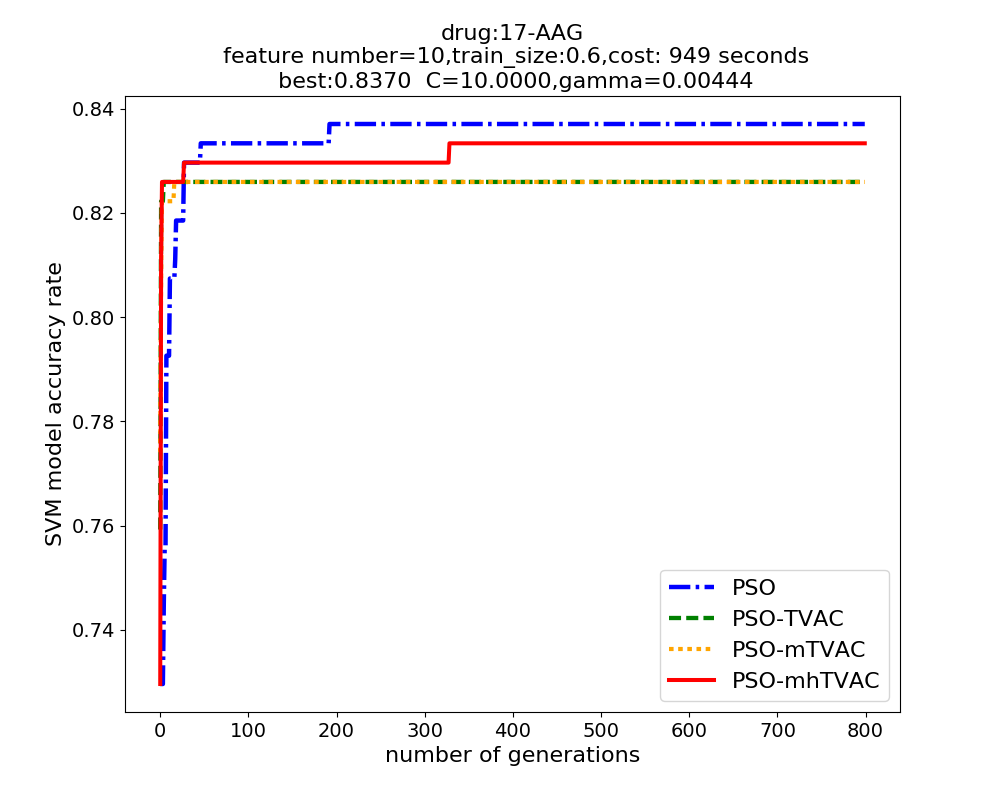 drug:17-AAG
feature number=10,train_size:0.6,cost: 949 seconds
best:0.8370  C=10.0000,gamma=0.00444
SVM model accuracy rate
0.84
0.82
0.80
0.78
0.76
0.74
0 100 200 300 400 500 600 700 800
number of generations
PSO
PSO-TVAC
PSO-mTVAC
PSO-mhTVAC